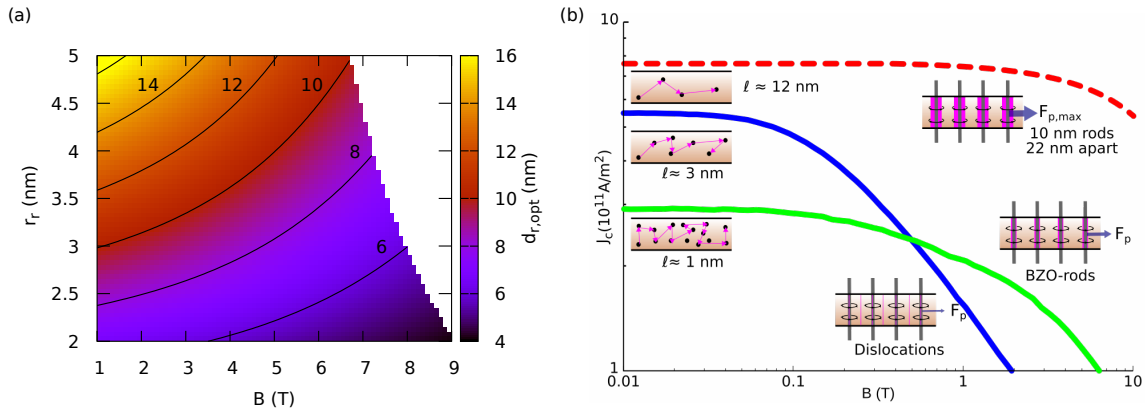 (a)
5
4.5
4
3.5
3
2.5
2
r_r (nm)
14
12
10
8
6
1 2 3 4 5 6 7 8 9
B (T)
16
14
12
10
8
6
4
d_r,opt (nm)
(b)
10
1
J_c(10^11A/m^2)
ℓ ≈ 12 nm
ℓ≈ 3 nm
ℓ≈ 1 nm
F_p,max
10 nm rods
22 nm apart
F_p
BZO-rods
F_p
Dislocations
0.01 0.1 1 10
B (T)